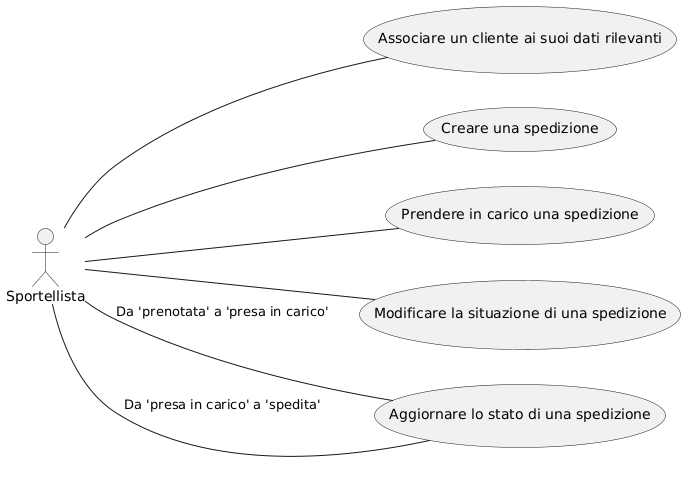 Associare un cliente ai suoi dati rilevanti
Creare una spedizione
Prendere in carico una spedizione
Sportellista
Da 'prenotata' a 'presa in carico'
Modificare la situazione di una spedizione
Da 'presa in carico' a 'spedita'
Aggiornare lo stato di una spedizione